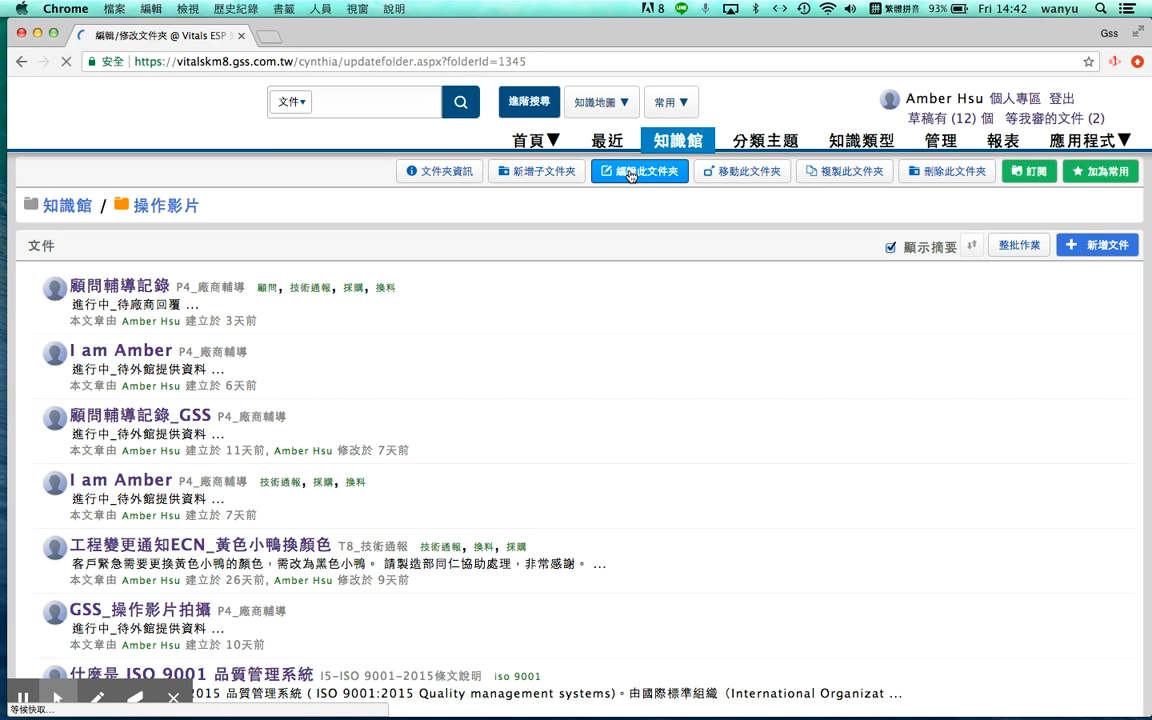 Chrome 檔案 編輯 檢視 歷史紀錄 書籤 人員 視窗 說明 8 繁體拼音 93% Fri 14:42 wanyu
編輯/修改文件夾 @ Vitals ESP Gss
安全 https://vitalskm8.gss.com.tw/cynthia/updatefolder.aspx?folderId=1345
文件▾ 進階搜尋 知識地圖▼ 常用▼ Amber Hsu 個人專區 登出
草稿有 (12) 個 等我審的文件 (2)
首頁▼ 最近 知識館 分類主題 知識類型 管理 報表 應用程式▼
文件夾資訊 新增子文件夾 編輯此文件夾 移動此文件夾 複製此文件夾 刪除此文件夾 訂閱 加為常用
知識館 / 操作影片
文件 顯示摘要 整批作業 + 新增文件
顧問輔導記錄 P4_廠商輔導 顧問, 技術通報, 採購, 換料
進行中_待廠商回覆 ...
本文章由 Amber Hsu 建立於 3天前
I am Amber P4_廠商輔導
進行中_待外館提供資料 ...
本文章由 Amber Hsu 建立於 6天前
顧問輔導記錄_GSS P4_廠商輔導
進行中_待外館提供資料 ...
本文章由 Amber Hsu 建立於 11天前, Amber Hsu 修改於 7天前
I am Amber P4_廠商輔導 技術通報, 採購, 換料
進行中_待外館提供資料 ...
本文章由 Amber Hsu 建立於 7天前
工程變更通知ECN_黃色小鴨換顏色 T8_技術通報 技術通報, 換料, 採購
客戶緊急需要更換黃色小鴨的顏色，需改為黑色小鴨。 請製造部同仁協助處理，非常感謝。 ...
本文章由 Amber Hsu 建立於 26天前, Amber Hsu 修改於 9天前
GSS_操作影片拍攝 P4_廠商輔導
進行中_待外館提供資料 ...
本文章由 Amber Hsu 建立於 10天前
什麼是 ISO 9001 品質管理系統 I5-ISO 9001-2015條文說明 iso 9001
2015 品質管理系統 ( ISO 9001:2015 Quality management systems)。由國際標準組織（International Organizat ...
等候快取...